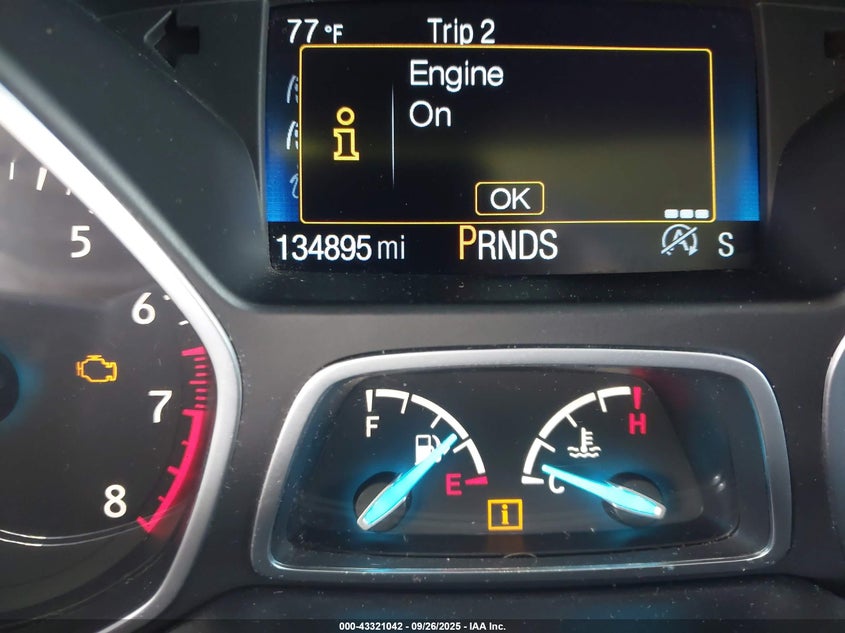 77 °F Trip 2
Engine
On
OK
134895 mi PRNDS S
5
6
7
8
F
E
H
C
000-43321042 - 09/26/2025 - IAA Inc.